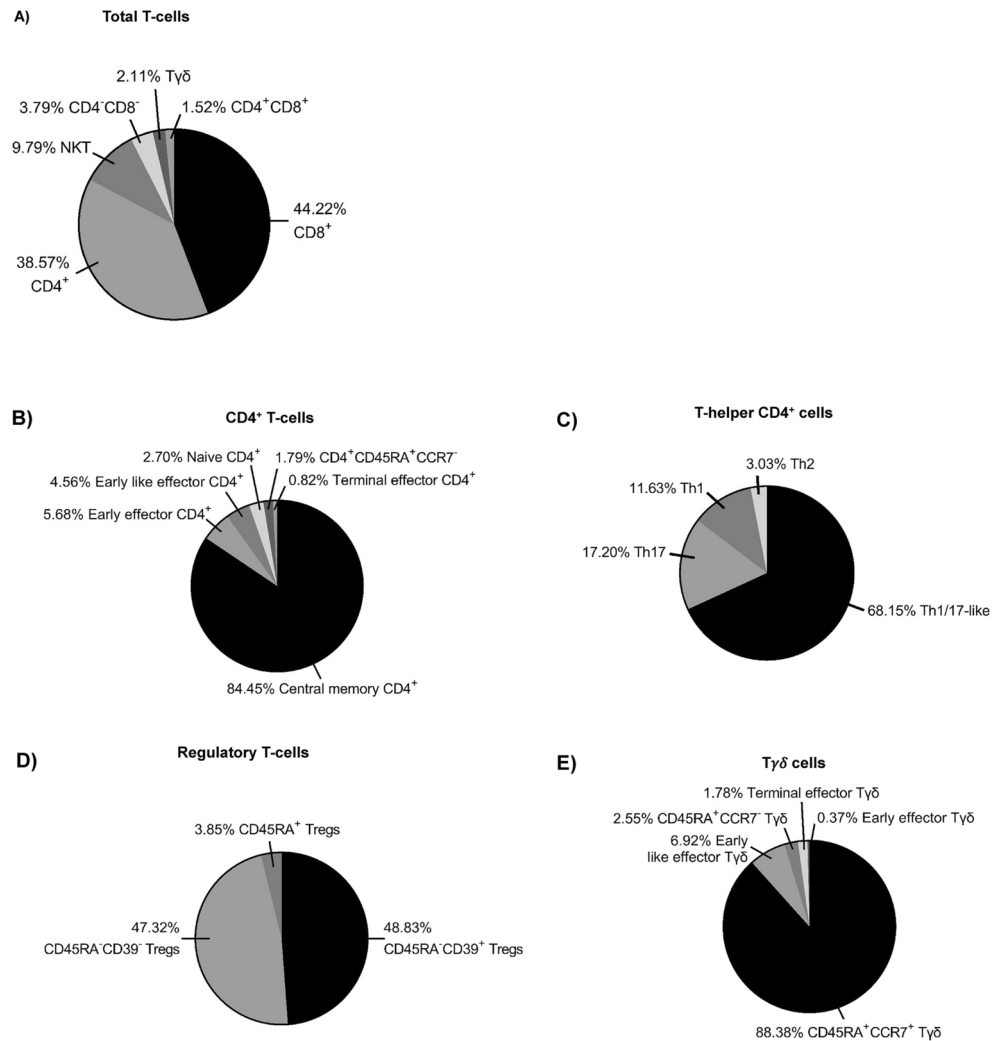 A)
Total T-cells
2.11% Tγδ
3.79% CD4⁻CD8⁻
1.52% CD4⁺CD8⁺
9.79% NKT
44.22%
CD8⁺
38.57%
CD4⁺
B)
CD4⁺ T-cells
2.70% Naive CD4⁺
1.79% CD4⁺CD45RA⁺CCR7⁻
4.56% Early like effector CD4⁺
0.82% Terminal effector CD4⁺
5.68% Early effector CD4⁺
84.45% Central memory CD4⁺
C)
T-helper CD4⁺ cells
3.03% Th2
11.63% Th1
17.20% Th17
68.15% Th1/17-like
D)
Regulatory T-cells
3.85% CD45RA⁺ Tregs
47.32%
CD45RA⁻CD39⁻ Tregs
48.83%
CD45RA⁻CD39⁺ Tregs
E)
Tγδ cells
1.78% Terminal effector Tγδ
2.55% CD45RA⁺CCR7⁻ Tγδ
0.37% Early effector Tγδ
6.92% Early
like effector Tγδ
88.38% CD45RA⁺CCR7⁺ Tγδ